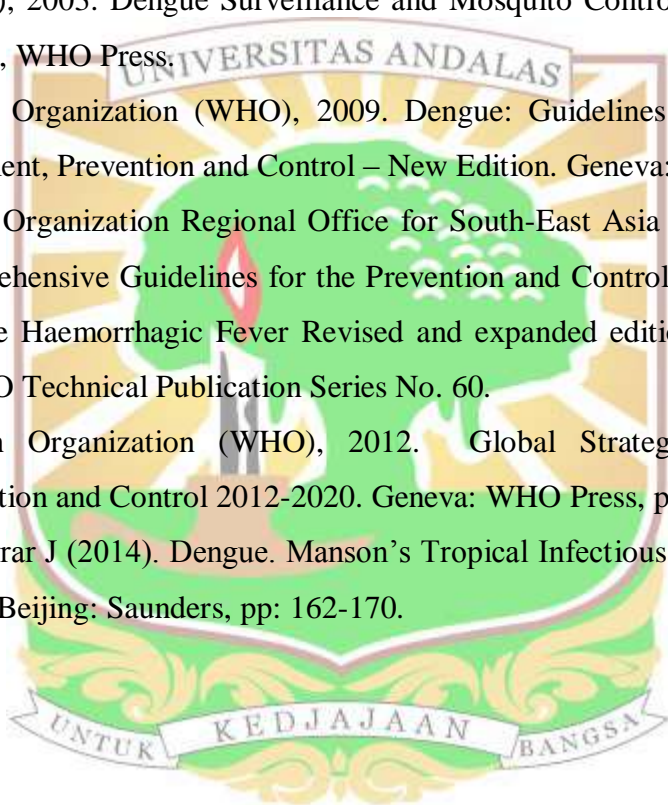 ), 2003. Dengue Surveillance and Mosquito Control
, WHO Press.
UNIVERSITAS ANDALAS
Organization (WHO), 2009. Dengue: Guidelines
ent, Prevention and Control – New Edition. Geneva:
Organization Regional Office for South-East Asia
ehensive Guidelines for the Prevention and Control
e Haemorrhagic Fever Revised and expanded editio
O Technical Publication Series No. 60.
Organization (WHO), 2012. Global Strateg
tion and Control 2012-2020. Geneva: WHO Press, p
rar J (2014). Dengue. Manson's Tropical Infectious
Beijing: Saunders, pp: 162-170.
UNTUK KEDJAJAAN BANGSA